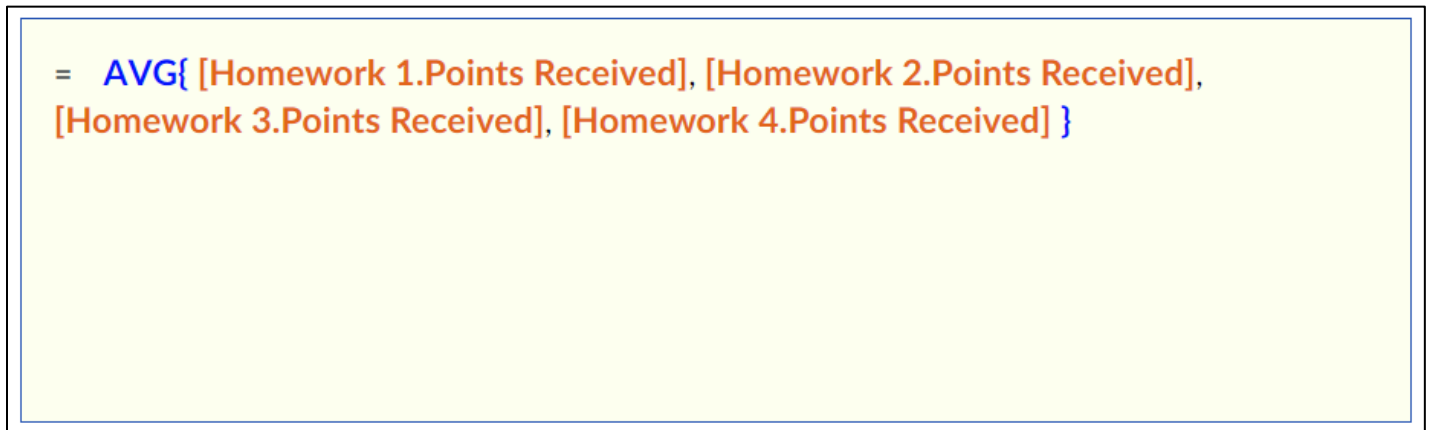 = AVG{ [Homework 1.Points Received], [Homework 2.Points Received],
[Homework 3.Points Received], [Homework 4.Points Received] }